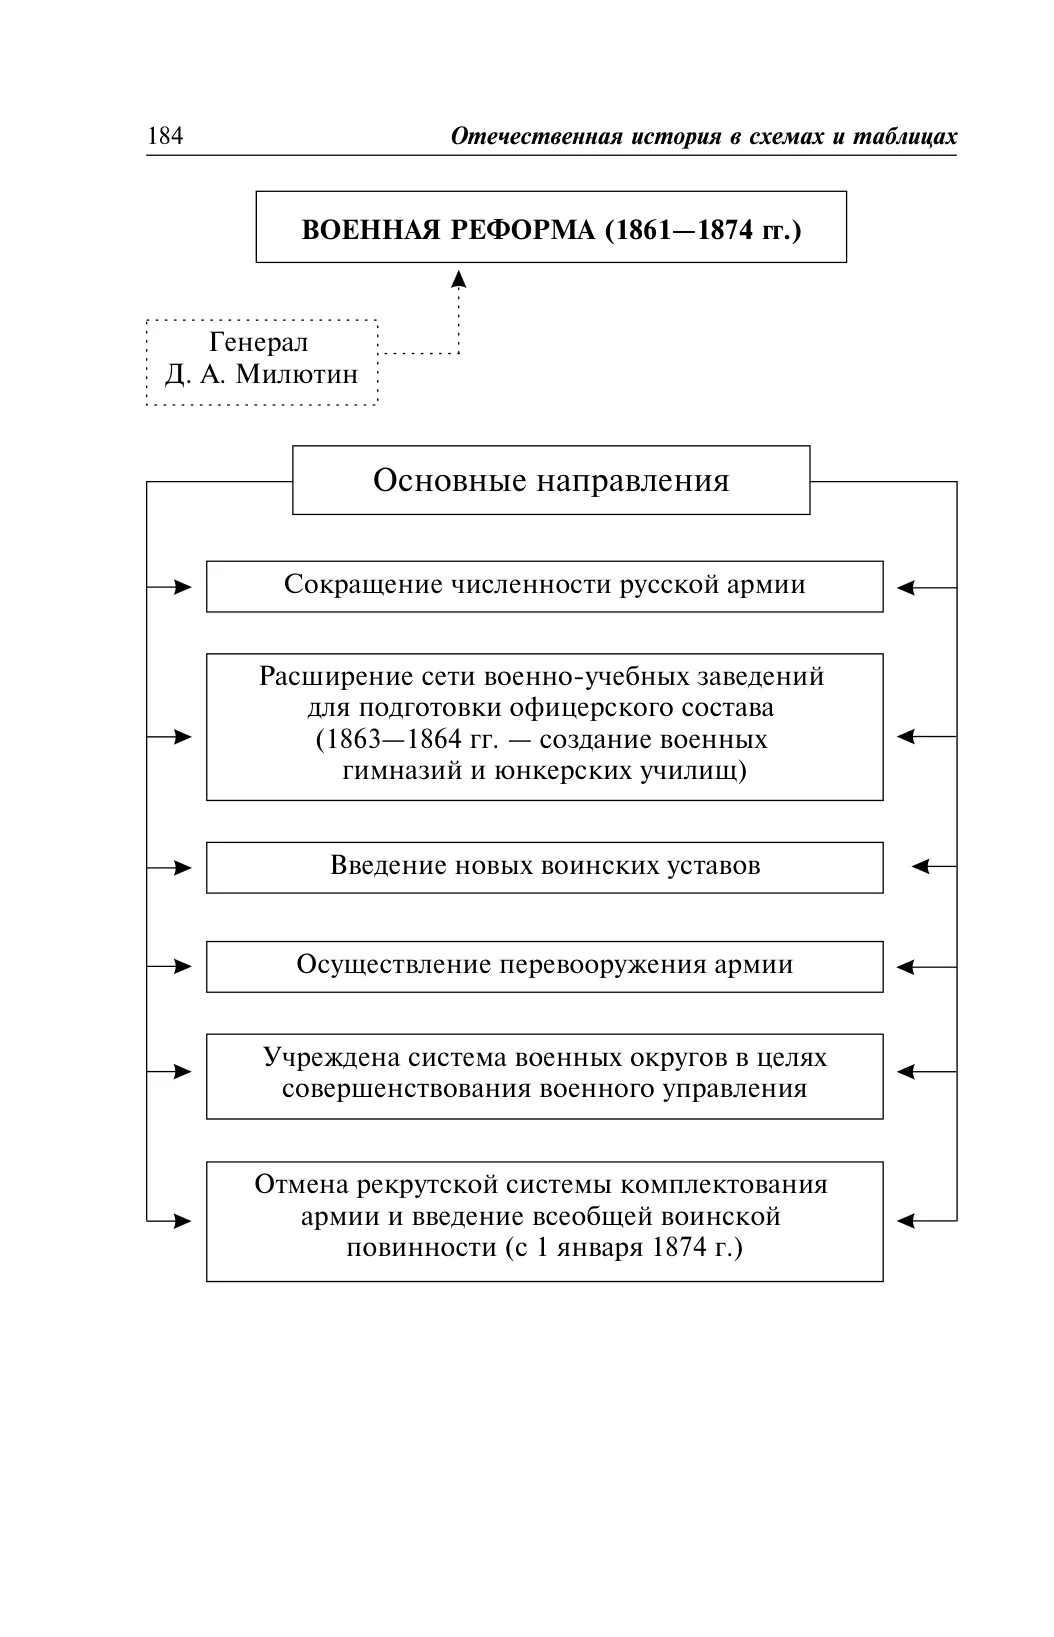 184 Отечественная история в схемах и таблицах
ВОЕННАЯ РЕФОРМА (1861—1874 гг.)
Генерал
Д. А. Милютин
Основные направления
Сокращение численности русской армии
Расширение сети военно-учебных заведений
для подготовки офицерского состава
(1863—1864 гг. — создание военных
гимназий и юнкерских училищ)
Введение новых воинских уставов
Осуществление перевооружения армии
Учреждена система военных округов в целях
совершенствования военного управления
Отмена рекрутской системы комплектования
армии и введение всеобщей воинской
повинности (с 1 января 1874 г.)